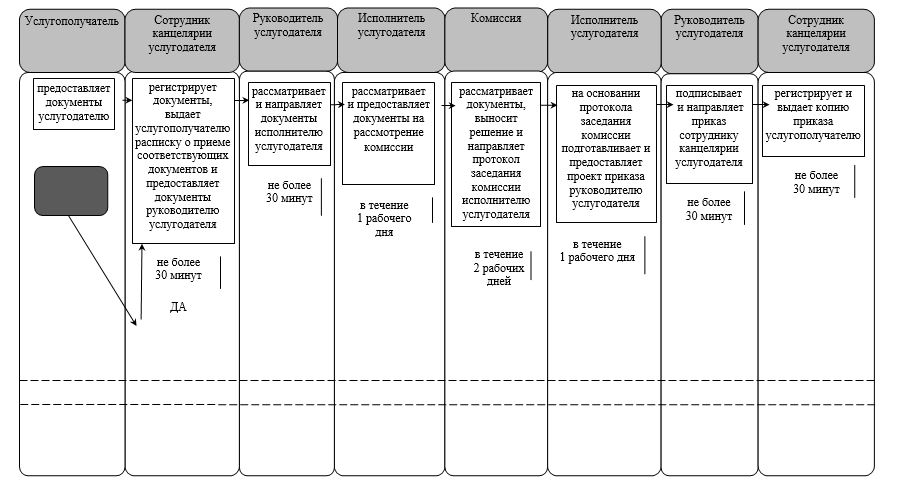 Услугополучатель
Сотрудник
канцелярии
услугодателя
Руководитель
услугодателя
Исполнитель
услугодателя
Комиссия
Исполнитель
услугодателя
Руководитель
услугодателя
Сотрудник
канцелярии
услугодателя
предоставляет
документы
услугодателю
регистрирует
документы,
выдает
услугополучателю
расписку о приеме
соответствующих
документов и
предоставляет
документы
руководителю
услугодателя
не более
30 минут
ДА
рассматривает
и направляет
документы
исполнителю
услугодателя
не более
30 минут
рассматривает
и предоставляет
документы на
рассмотрение
комиссии
в течение
1 рабочего
дня
рассматривает
документы,
выносит
решение и
направляет
протокол
заседания
комиссии
исполнителю
услугодателя
в течение
2 рабочих
дней
на основании
протокола
заседания
комиссии
подготавливает и
предоставляет
проект приказа
руководителю
услугодателя
в течение
1 рабочего дня
подписывает
и направляет
приказ
сотруднику
канцелярии
услугодателя
не более
30 минут
регистрирует и
выдает копию
приказа
услугополучателю
не более
30 минут